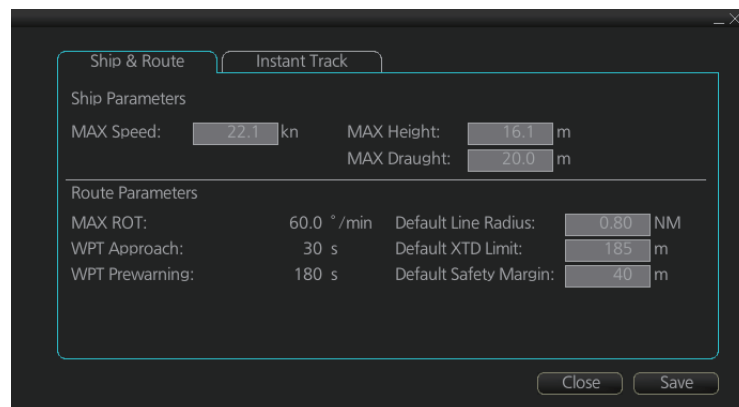 Ship & Route Instant Track
Ship Parameters
MAX Speed: 22.1 kn MAX Height: 16.1 m
MAX Draught: 20.0 m
Route Parameters
MAX ROT: 60.0 °/min Default Line Radius: 0.80 NM
WPT Approach: 30 s Default XTD Limit: 185 m
WPT Prewarning: 180 s Default Safety Margin: 40 m
Close Save